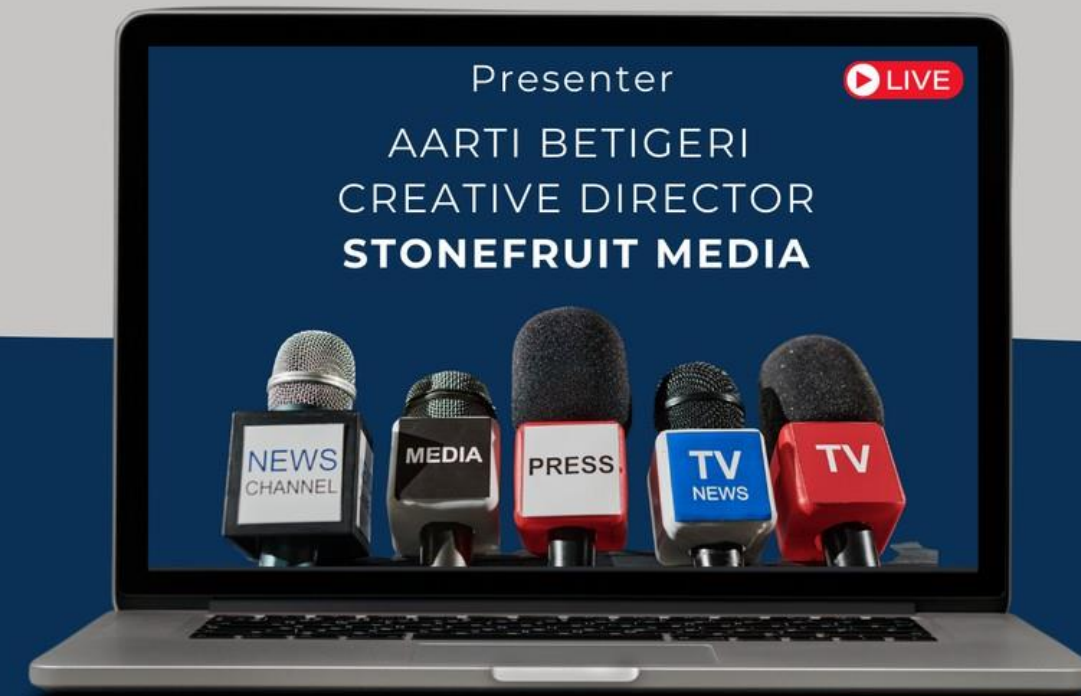 Presenter
LIVE
AARTI BETIGERI
CREATIVE DIRECTOR
STONEFRUIT MEDIA
NEWS
CHANNEL
MEDIA
PRESS
TV
NEWS
TV